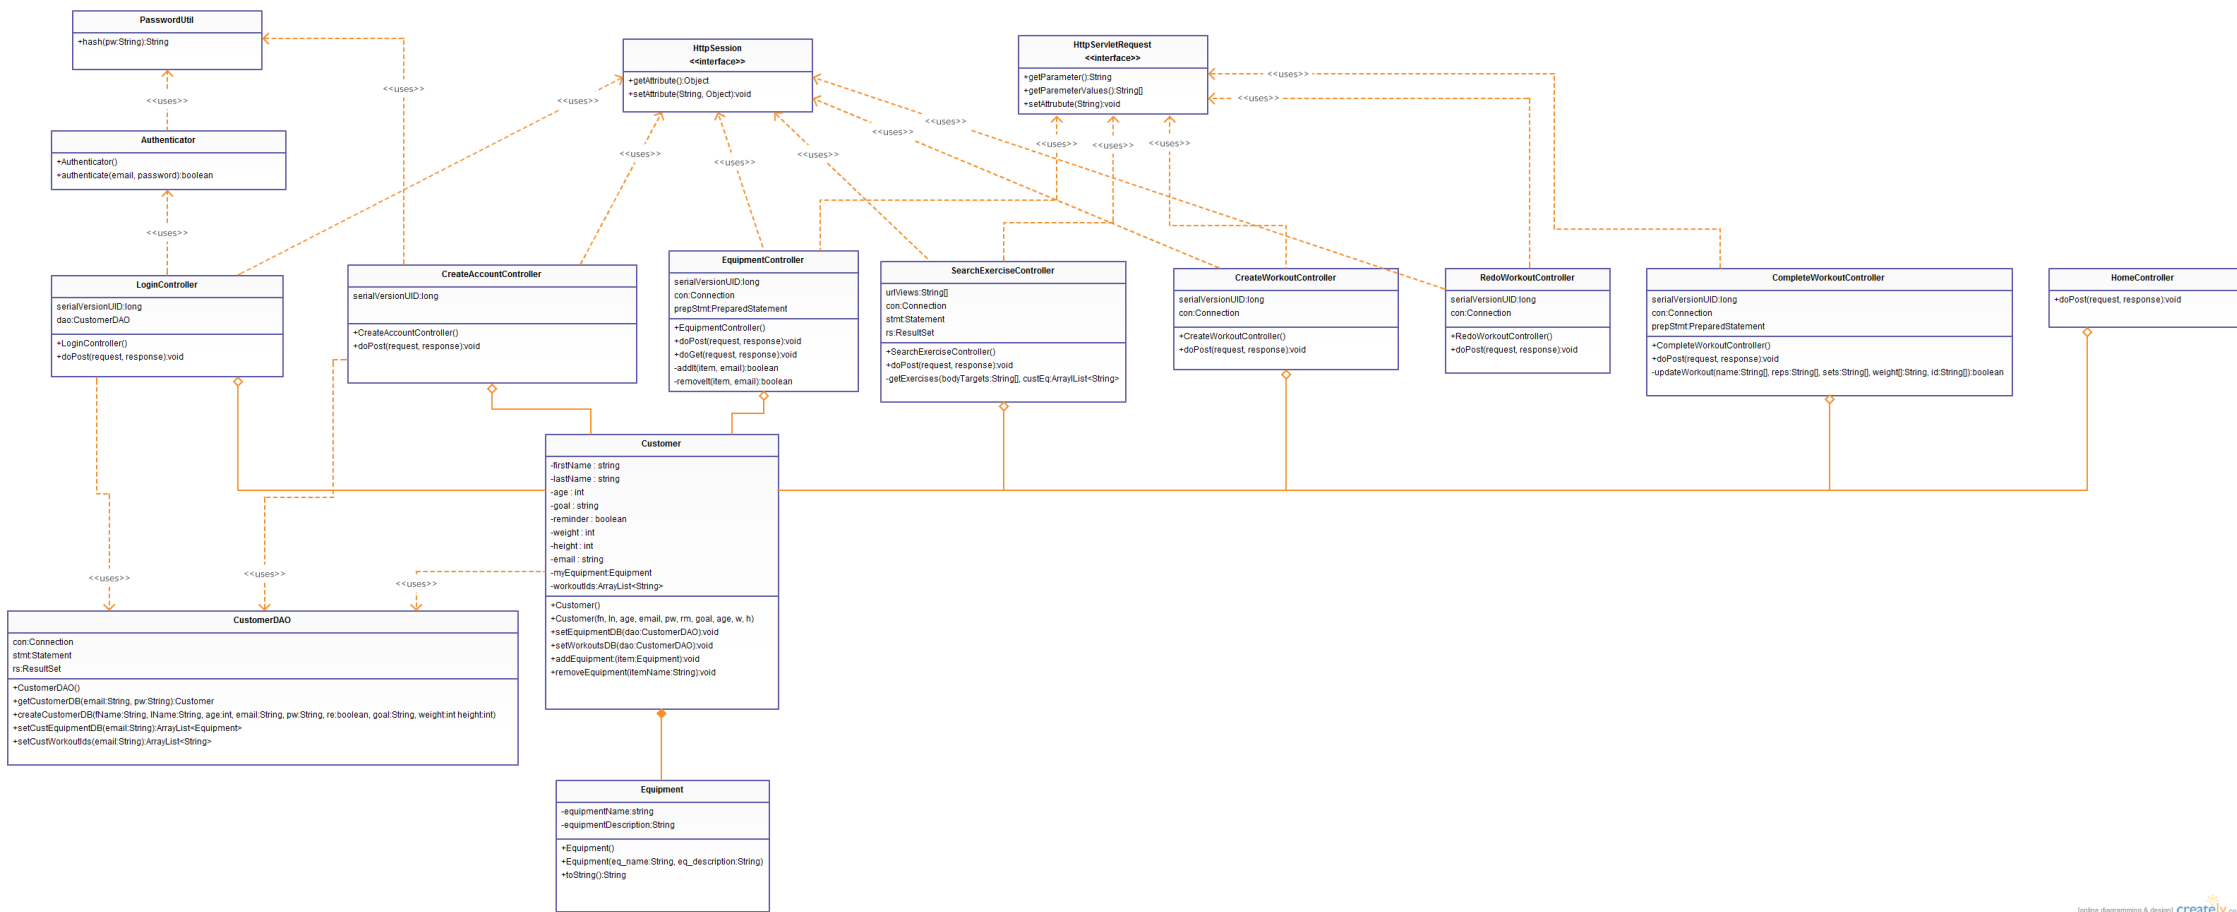 PasswordUtil
+hash(pw:String):String
<<uses>>
<<uses>>
Authenticator
+Authenticator()
+authenticate(email, password):boolean
<<uses>>
HttpSession
<<interface>>
+getAttribute():Object
+setAttribute(String, Object):void
HttpServletRequest
<<interface>>
+getParameter():String
+getParemeterValues():String[]
+setAttrubute(String):void
<<uses>>
<<uses>>
<<uses>>
<<uses>>
<<uses>>
<<uses>>
<<uses>>
<<uses>>
<<uses>>
<<uses>>
<<uses>>
LoginController
serialVersionUID:long
dao:CustomerDAO
+LoginController()
+doPost(request, response):void
CreateAccountController
serialVersionUID:long
+CreateAccountController()
+doPost(request, response):void
EquipmentController
serialVersionUID:long
con:Connection
prepStmt:PreparedStatement
+EquipmentController()
+doPost(request, response):void
+doGet(request, response):void
-addIt(item, email):boolean
-removeIt(item, email):boolean
SearchExerciseController
urlViews:String[]
con:Connection
stmt:Statement
rs:ResultSet
+SearchExerciseController()
+doPost(request, response):void
-getExercises(bodyTargets:String[], custEq:ArraylList<String>
CreateWorkoutController
serialVersionUID:long
con:Connection
+CreateWorkoutController()
+doPost(request, response):void
RedoWorkoutController
serialVersionUID:long
con:Connection
+RedoWorkoutController()
+doPost(request, response):void
CompleteWorkoutController
serialVersionUID:long
con:Connection
prepStmt:PreparedStatement
+CompleteWorkoutController()
+doPost(request, response):void
-updateWorkout(name:String[], reps:String[], sets:String[], weight[]:String, id:String[]):boolean
HomeController
+doPost(request, response):void
Customer
-firstName : string
-lastName : string
-age : int
-goal : string
-reminder : boolean
-weight : int
-height : int
-email : string
-myEquipment:Equipment
-workoutIds:ArrayList<String>
+Customer()
+Customer(fn, ln, age, email, pw, rm, goal, age, w, h)
+setEquipmentDB(dao:CustomerDAO):void
+setWorkoutsDB(dao:CustomerDAO):void
+addEquipment:(item:Equipment):void
+removeEquipment(itemName:String):void
<<uses>>
<<uses>>
<<uses>>
CustomerDAO
con:Connection
stmt:Statement
rs:ResultSet
+CustomerDAO()
+getCustomerDB(email:String, pw:String):Customer
+createCustomerDB(fName:String, lName:String, age:int, email:String, pw:String, re:boolean, goal:String, weight:int height:int)
+setCustEquipmentDB(email:String):ArrayList<Equipment>
+setCustWorkoutIds(email:String):ArrayList<String>
Equipment
-equipmentName:string
-equipmentDescription:String
+Equipment()
+Equipment(eq_name:String, eq_description:String)
+toString():String
[online diagramming & design] creately.co